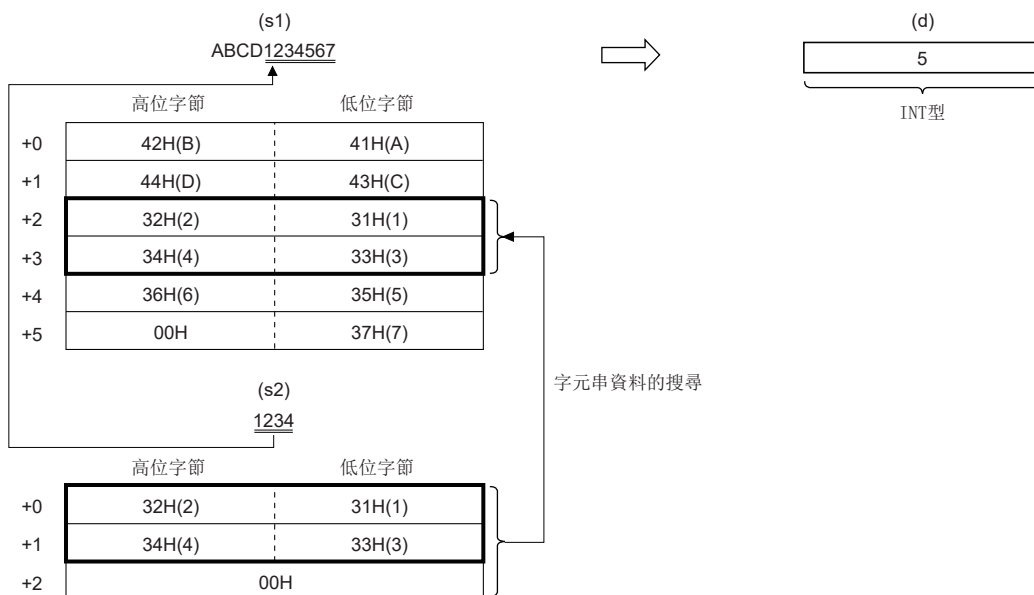 (s1)
(d)
ABCD1234567
5
INT型
高位字節 低位字節
+0 42H(B) 41H(A)
+1 44H(D) 43H(C)
+2 32H(2) 31H(1)
+3 34H(4) 33H(3)
+4 36H(6) 35H(5)
+5 00H 37H(7)
字元串資料的搜尋
(s2)
1234
高位字節 低位字節
+0 32H(2) 31H(1)
+1 34H(4) 33H(3)
+2 00H